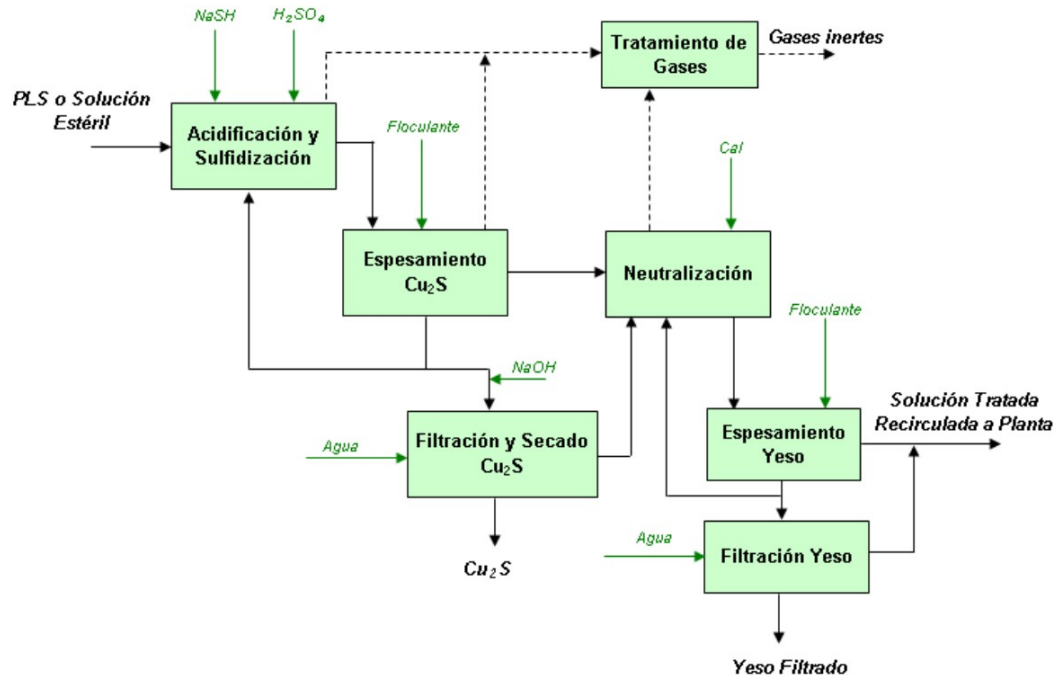 NaSH
H₂SO₄
Tratamiento de
Gases
Gases inertes
PLS o Solución
Estéril
Acidificación y
Sulfidización
Floculante
Cal
Espesamiento
Cu₂S
Neutralización
Floculante
NaOH
Solución Tratada
Recirculada a Planta
Agua
Filtración y Secado
Cu₂S
Espesamiento
Yeso
Agua
Filtración Yeso
Cu₂S
Yeso Filtrado